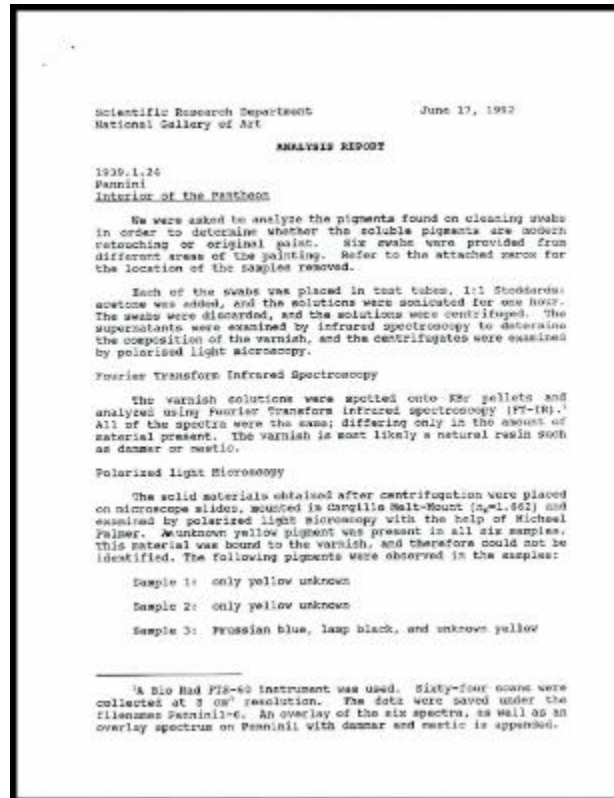 Scientific Research Department June 17, 1992
National Gallery of Art
ANALYSIS REPORT
1939.1.24
Pannini
Interior of the Pantheon
We were asked to analyze the pigments found on cleaning swabs
in order to determine whether the soluble pigments are modern
retouching or original paint. Six swabs were provided from
different areas of the painting. Refer to the attached xerox for
the location of the samples removed.
Each of the swabs was placed in test tubes, 1:1 Stoddards:
acetone was added, and the solutions were sonicated for one hour.
The swabs were discarded, and the solutions were centrifuged. The
supernatants were examined by infrared spectroscopy to determine
the composition of the varnish, and the centrifugates were examined
by polarized light microscopy.
Fourier Transform Infrared Spectroscopy
The varnish solutions were spotted onto KBr pellets and
analyzed using Fourier Transform infrared spectroscopy (FT-IR).¹
All of the spectra were the same; differing only in the amount of
material present. The varnish is most likely a natural resin such
as dammar or mastic.
Polarized Light Microscopy
The solid materials obtained after centrifugation were placed
on microscope slides, mounted in Cargille Melt-Mount (n=1.662) and
examined by polarized light microscopy with the help of Michael
Palmer. An unknown yellow pigment was present in all six samples.
This material was bound to the varnish, and therefore could not be
identified. The following pigments were observed in the samples:
Sample 1: only yellow unknown
Sample 2: only yellow unknown
Sample 3: Prussian blue, lamp black, and unknown yellow
¹A Bio Rad FTS-60 instrument was used. Sixty-four scans were
collected at 8 cm⁻¹ resolution. The data were saved under the
filenames Pannini1-6. An overlay of the six spectra, as well as an
overlay spectrum on Pannini1 with dammar and mastic is appended.